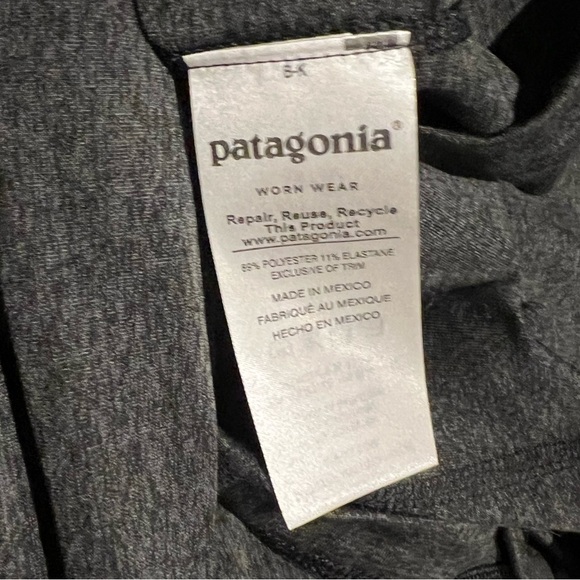 patagonia®
WORN WEAR
Repair, Reuse, Recycle
This Product
www.patagonia.com
89% POLYESTER 11% ELASTANE
EXCLUSIVE OF TRIM
MADE IN MEXICO
FABRIQUÉ AU MEXIQUE
HECHO EN MEXICO